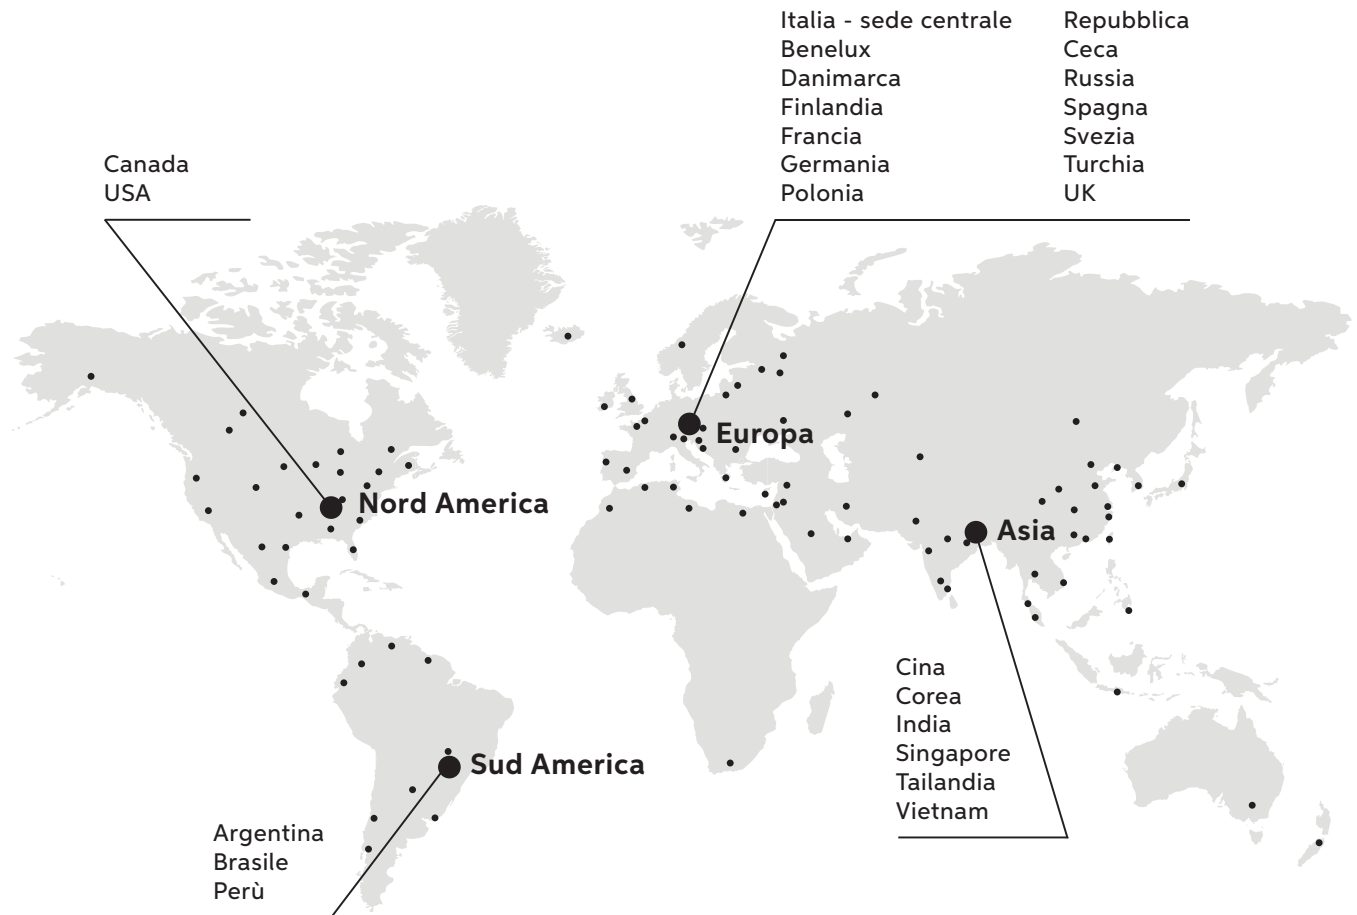 Italia - sede centrale
Benelux
Danimarca
Finlandia
Francia
Germania
Polonia
Repubblica
Ceca
Russia
Spagna
Svezia
Turchia
UK
Canada
USA
Europa
Nord America
Asia
Cina
Corea
India
Singapore
Tailandia
Vietnam
Sud America
Argentina
Brasile
Perù